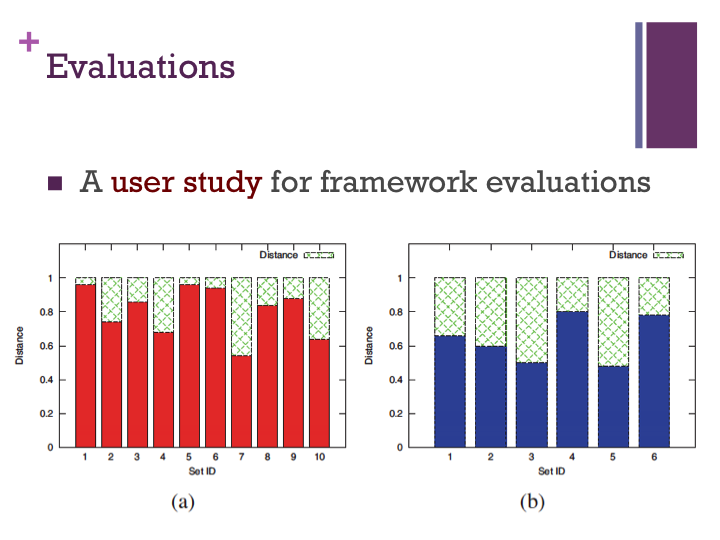 +
Evaluations
A user study for framework evaluations
Distance
1
0.8
0.6
0.4
0.2
0
Distance
1 2 3 4 5 6 7 8 9 10
Set ID
(a)
Distance
1
0.8
0.6
0.4
0.2
0
Distance
1 2 3 4 5 6
Set ID
(b)